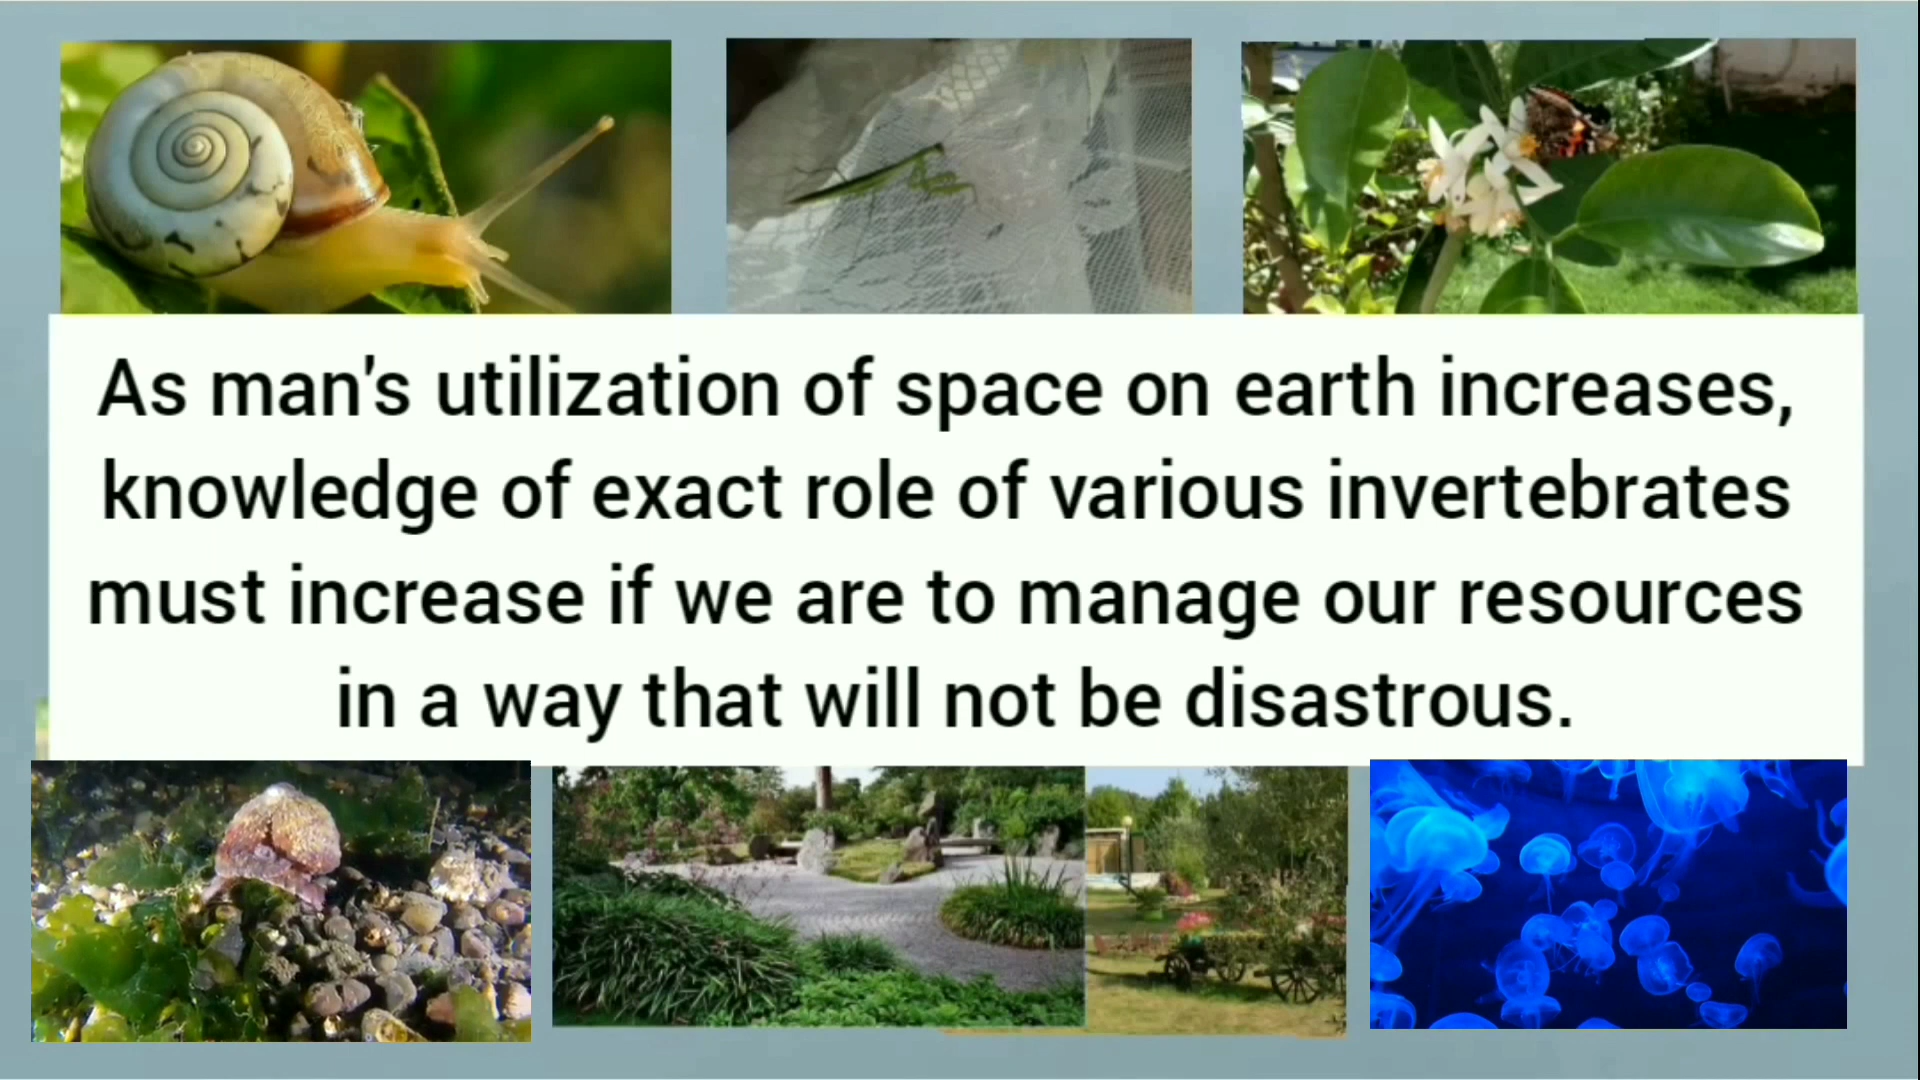 As man's utilization of space on earth increases,
knowledge of exact role of various invertebrates
must increase if we are to manage our resources
in a way that will not be disastrous.